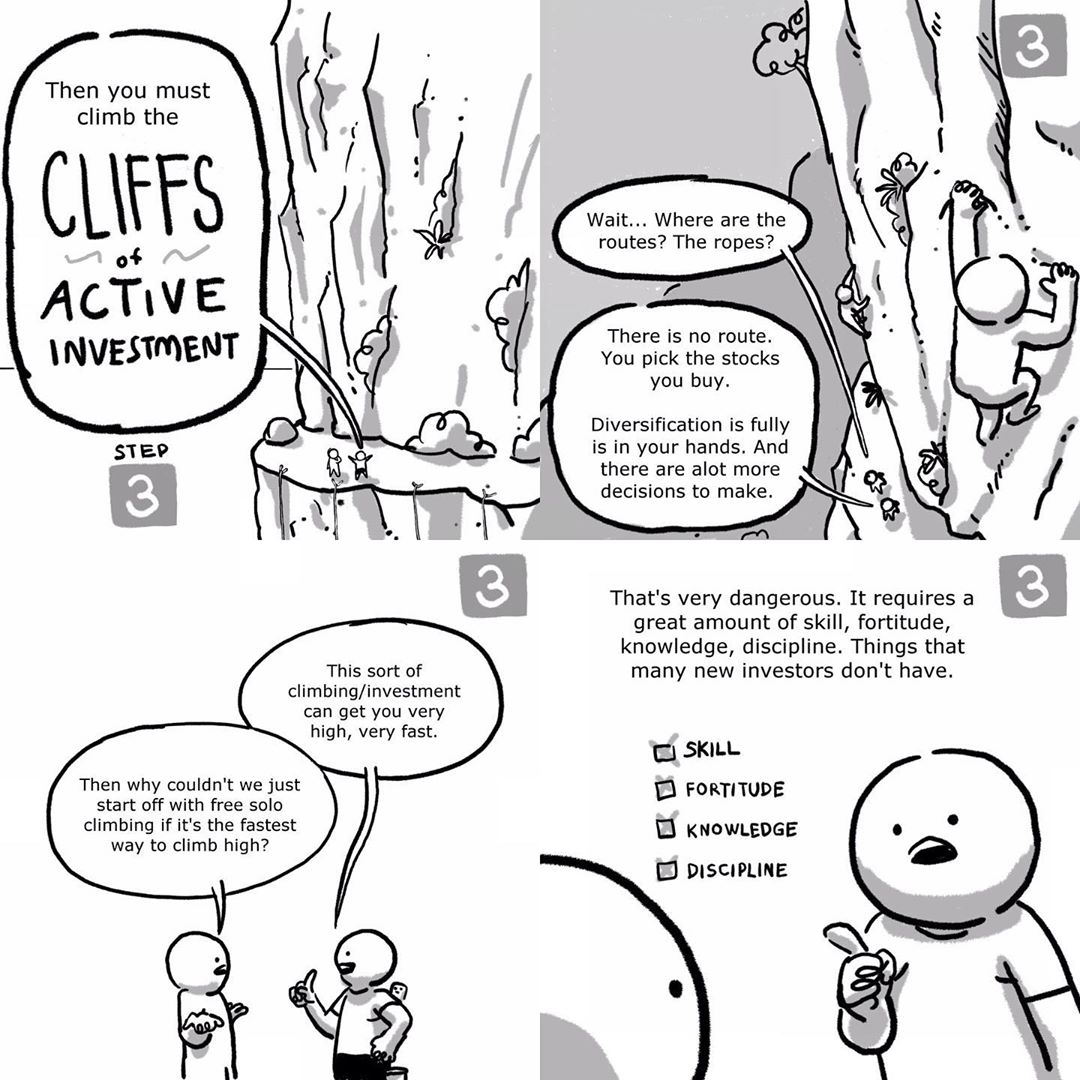 Then you must
climb the
CLIFFS
of
ACTiVE
INVESTMENT
STEP
3
3
Wait... Where are the
routes? The ropes?
There is no route.
You pick the stocks
you buy.
Diversification is fully
is in your hands. And
there are alot more
decisions to make.
3
This sort of
climbing/investment
can get you very
high, very fast.
Then why couldn't we just
start off with free solo
climbing if it's the fastest
way to climb high?
3
That's very dangerous. It requires a
great amount of skill, fortitude,
knowledge, discipline. Things that
many new investors don't have.
SKILL
FORTITUDE
KNOWLEDGE
DISCIPLINE